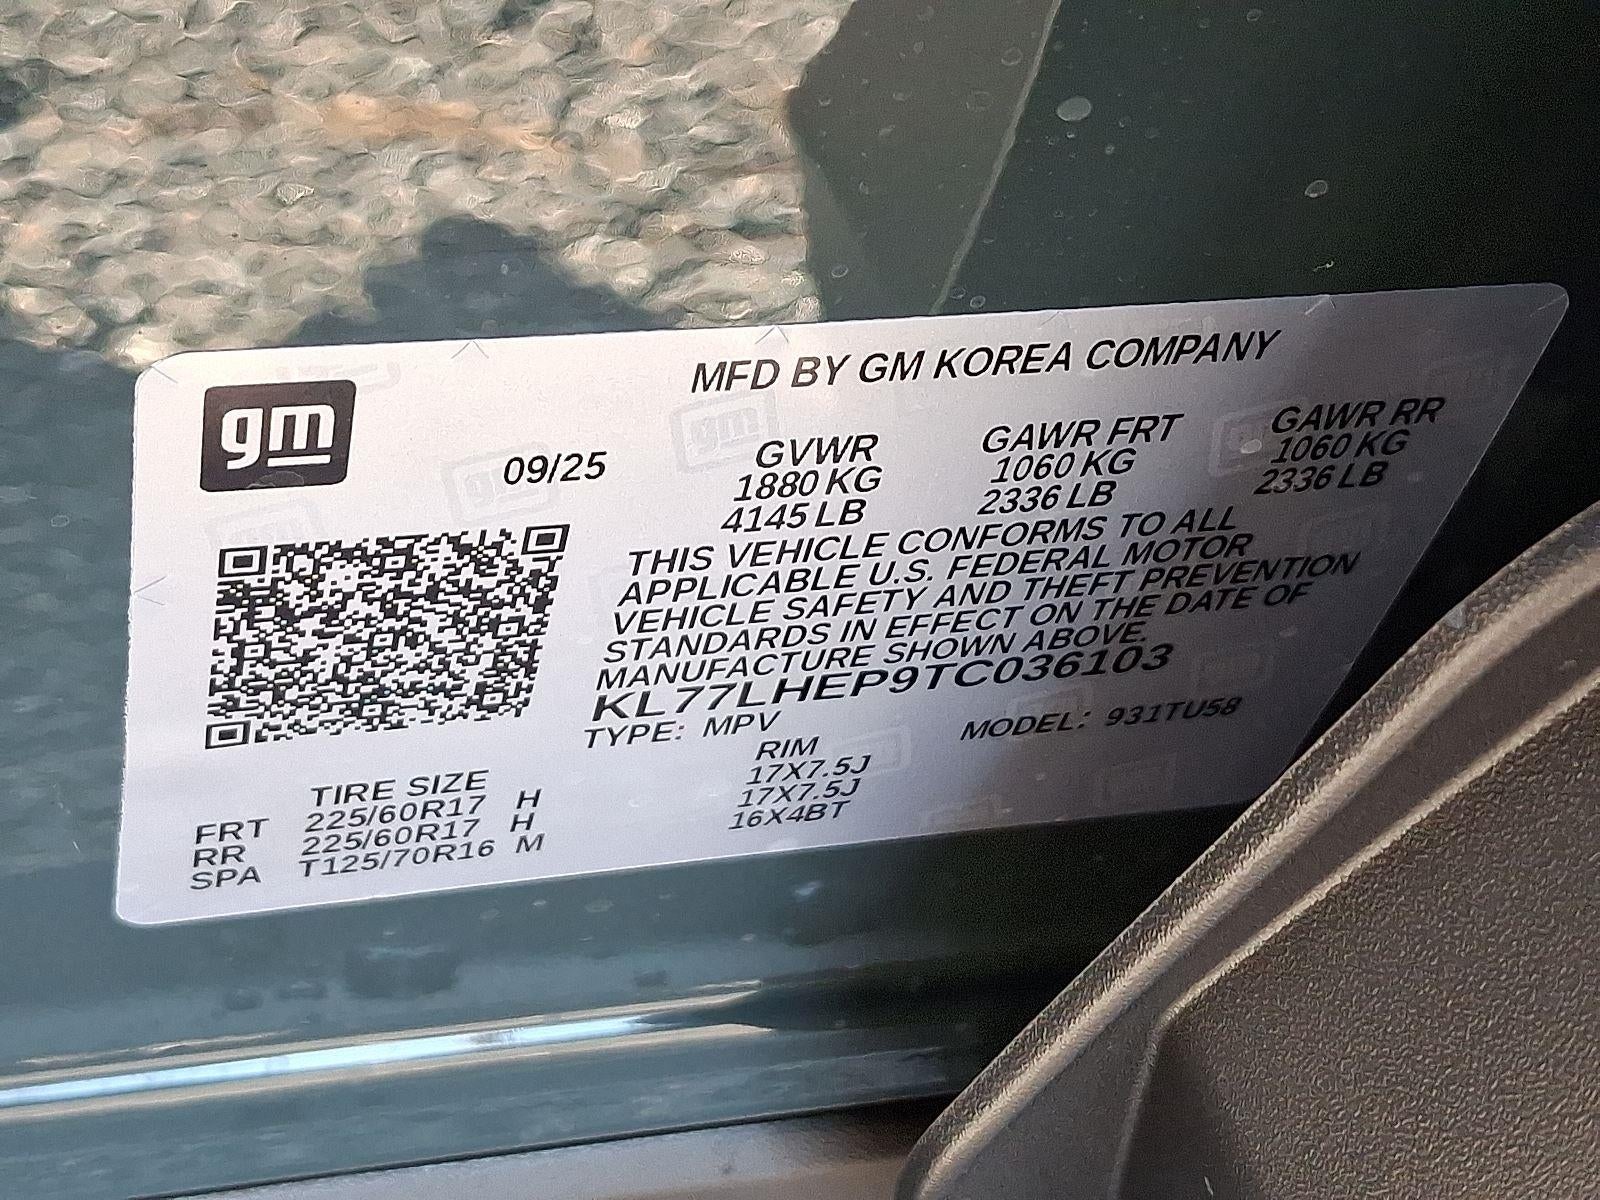 gm
MFD BY GM KOREA COMPANY
09/25
GVWR GAWR FRT GAWR RR
1880 KG 1060 KG 1060 KG
4145 LB 2336 LB 2336 LB
THIS VEHICLE CONFORMS TO ALL
APPLICABLE U.S. FEDERAL MOTOR
VEHICLE SAFETY AND THEFT PREVENTION
STANDARDS IN EFFECT ON THE DATE OF
MANUFACTURE SHOWN ABOVE.
KL77LHEP9TC036103
TYPE: MPV MODEL: 931TU58
TIRE SIZE RIM
FRT 225/60R17 H 17X7.5J
RR 225/60R17 H 17X7.5J
SPA T125/70R16 M 16X4BT